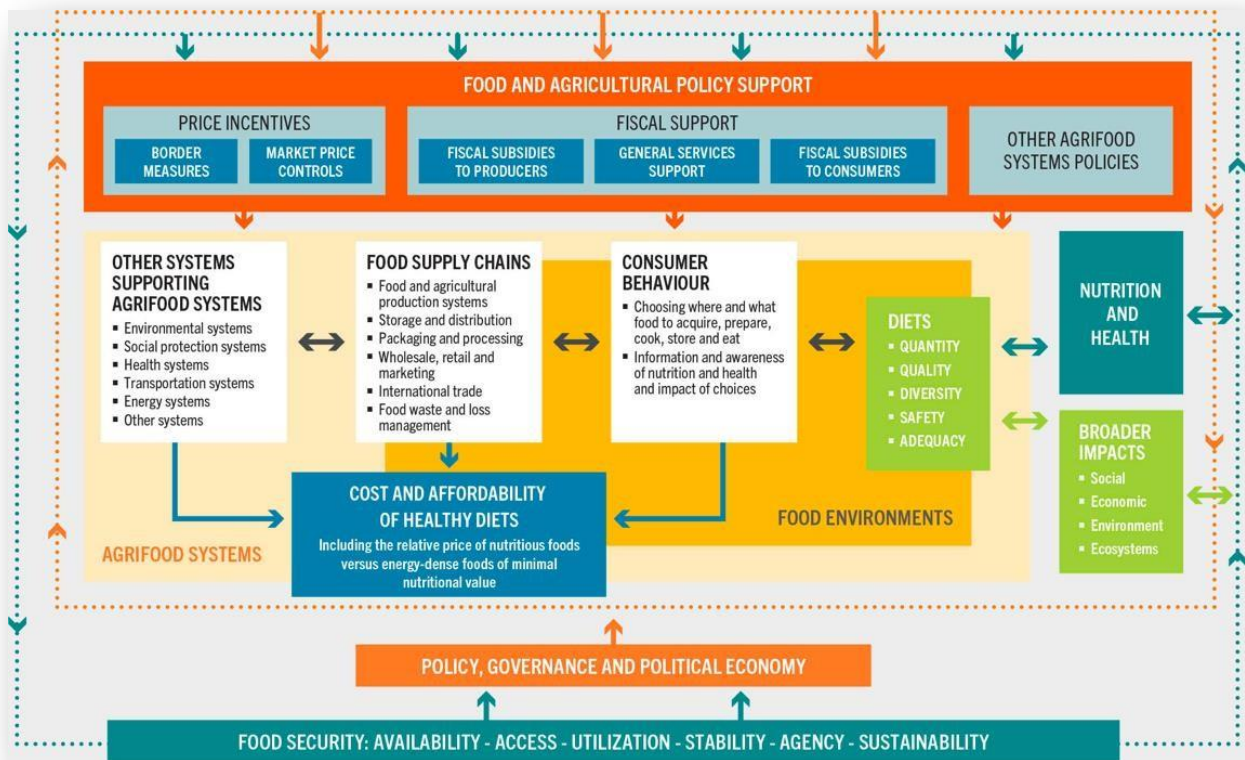 FOOD AND AGRICULTURAL POLICY SUPPORT
PRICE INCENTIVES
BORDER
MEASURES
MARKET PRICE
CONTROLS
FISCAL SUPPORT
FISCAL SUBSIDIES
TO PRODUCERS
GENERAL SERVICES
SUPPORT
FISCAL SUBSIDIES
TO CONSUMERS
OTHER AGRIFOOD
SYSTEMS POLICIES
OTHER SYSTEMS
SUPPORTING
AGRIFOOD SYSTEMS
▪ Environmental systems
▪ Social protection systems
▪ Health systems
▪ Transportation systems
▪ Energy systems
▪ Other systems
FOOD SUPPLY CHAINS
▪ Food and agricultural
production systems
▪ Storage and distribution
▪ Packaging and processing
▪ Wholesale, retail and
marketing
▪ International trade
▪ Food waste and loss
management
CONSUMER
BEHAVIOUR
▪ Choosing where and what
food to acquire, prepare,
cook, store and eat
▪ Information and awareness
of nutrition and health
and impact of choices
DIETS
▪ QUANTITY
▪ QUALITY
▪ DIVERSITY
▪ SAFETY
▪ ADEQUACY
NUTRITION
AND
HEALTH
BROADER
IMPACTS
▪ Social
▪ Economic
▪ Environment
▪ Ecosystems
COST AND AFFORDABILITY
OF HEALTHY DIETS
Including the relative price of nutritious foods
versus energy-dense foods of minimal
nutritional value
FOOD ENVIRONMENTS
AGRIFOOD SYSTEMS
POLICY, GOVERNANCE AND POLITICAL ECONOMY
FOOD SECURITY: AVAILABILITY - ACCESS - UTILIZATION - STABILITY - AGENCY - SUSTAINABILITY